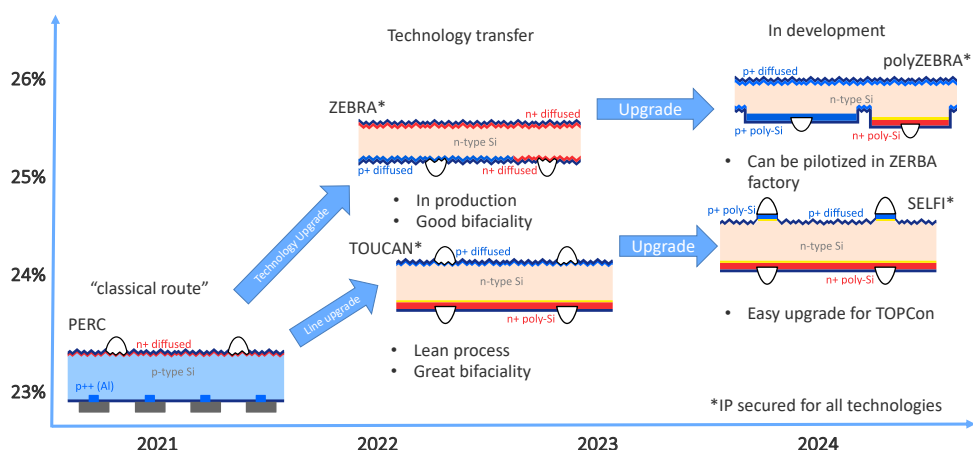 Technology transfer
In development
26%
25%
24%
23%
ZEBRA*
n+ diffused
n-type Si
p+ diffused
n+ diffused
• In production
• Good bifaciality
Upgrade
polyZEBRA*
p+ diffused
n-type Si
p+ poly-Si
n+ poly-Si
• Can be pilotized in ZERBA
factory
Technology Upgrade
TOUCAN*
p+ diffused
n-type Si
n+ poly-Si
• Lean process
• Great bifaciality
Upgrade
SELFI*
p+ poly-Si
p+ diffused
n-type Si
n+ poly-Si
• Easy upgrade for TOPCon
Line upgrade
“classical route”
PERC
n+ diffused
p-type Si
p++ (Al)
*IP secured for all technologies
2021
2022
2023
2024